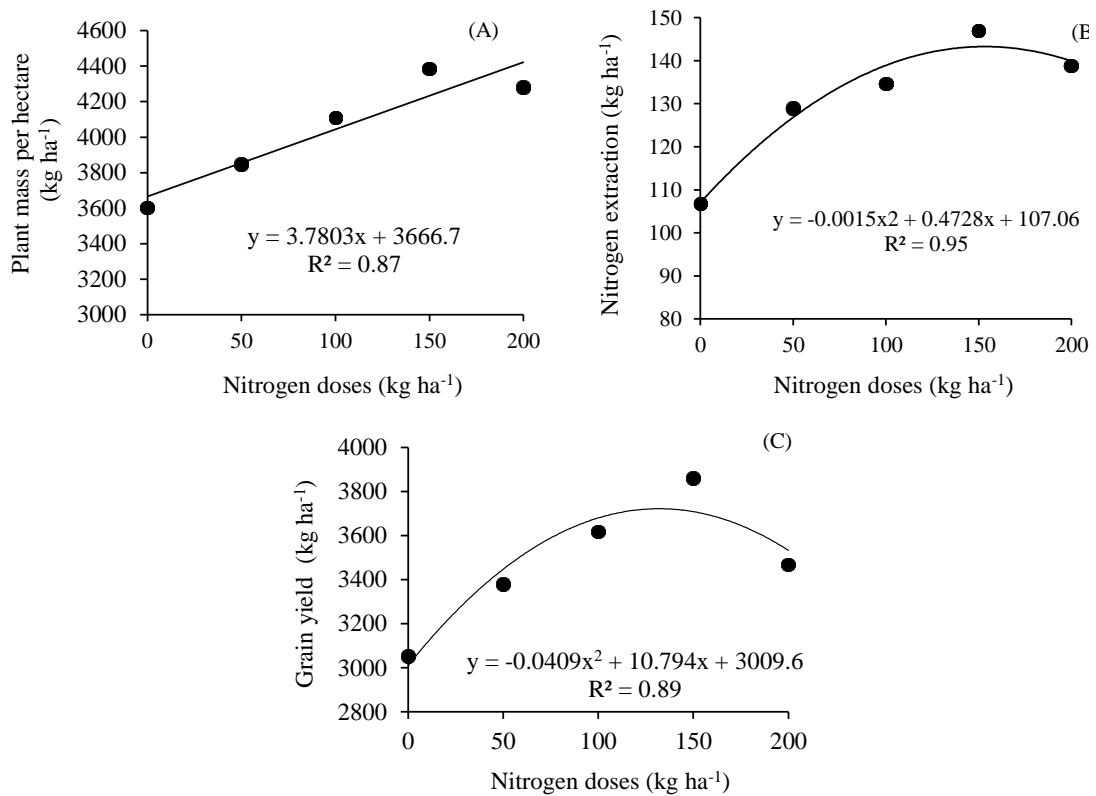 (A)
Plant mass per hectare
(kg ha⁻¹)
4600
4400
4200
4000
3800
3600
3400
3200
3000
y = 3.7803x + 3666.7
R² = 0.87
0 50 100 150 200
Nitrogen doses (kg ha⁻¹)
(B
Nitrogen extraction (kg ha⁻¹)
150
140
130
120
110
100
90
80
y = -0.0015x2 + 0.4728x + 107.06
R² = 0.95
0 50 100 150 200
Nitrogen doses (kg ha⁻¹)
(C)
Grain yield (kg ha⁻¹)
4000
3800
3600
3400
3200
3000
2800
y = -0.0409x² + 10.794x + 3009.6
R² = 0.89
0 50 100 150 200
Nitrogen doses (kg ha⁻¹)